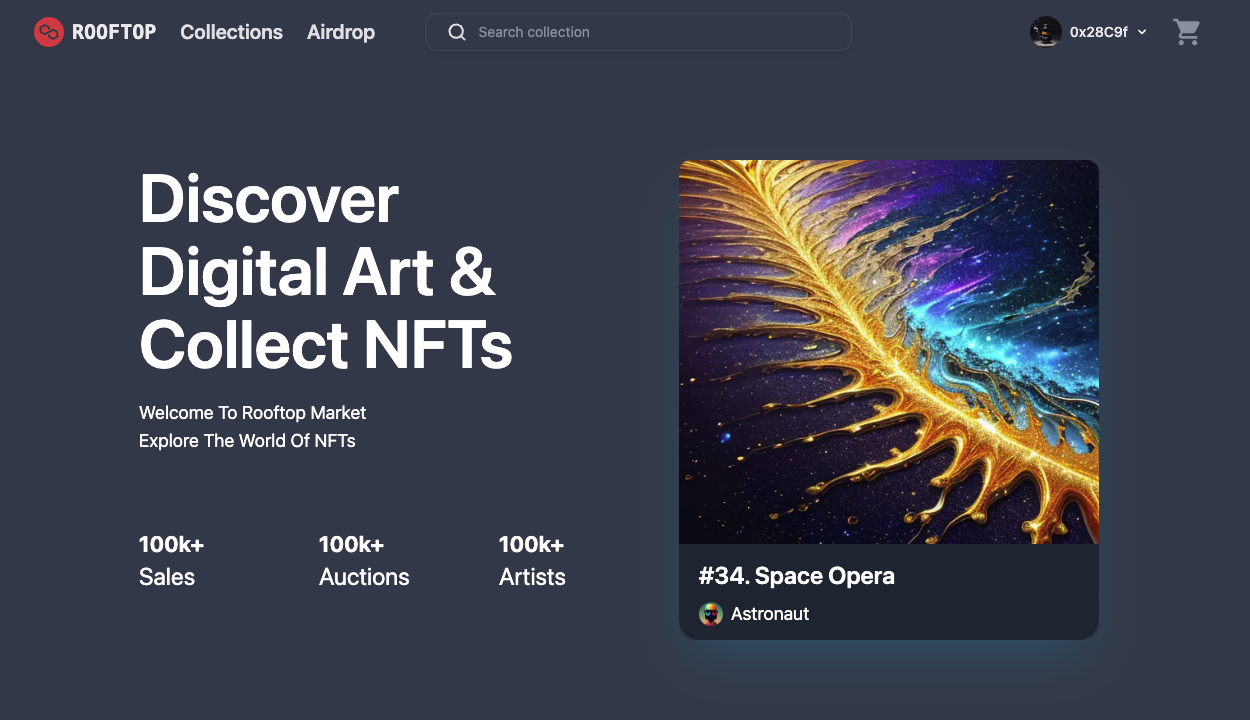 ROOFTOP
Collections
Airdrop
Search collection
0x28C9f
Discover
Digital Art &
Collect NFTs
Welcome To Rooftop Market
Explore The World Of NFTs
100k+
Sales
100k+
Auctions
100k+
Artists
#34. Space Opera
Astronaut